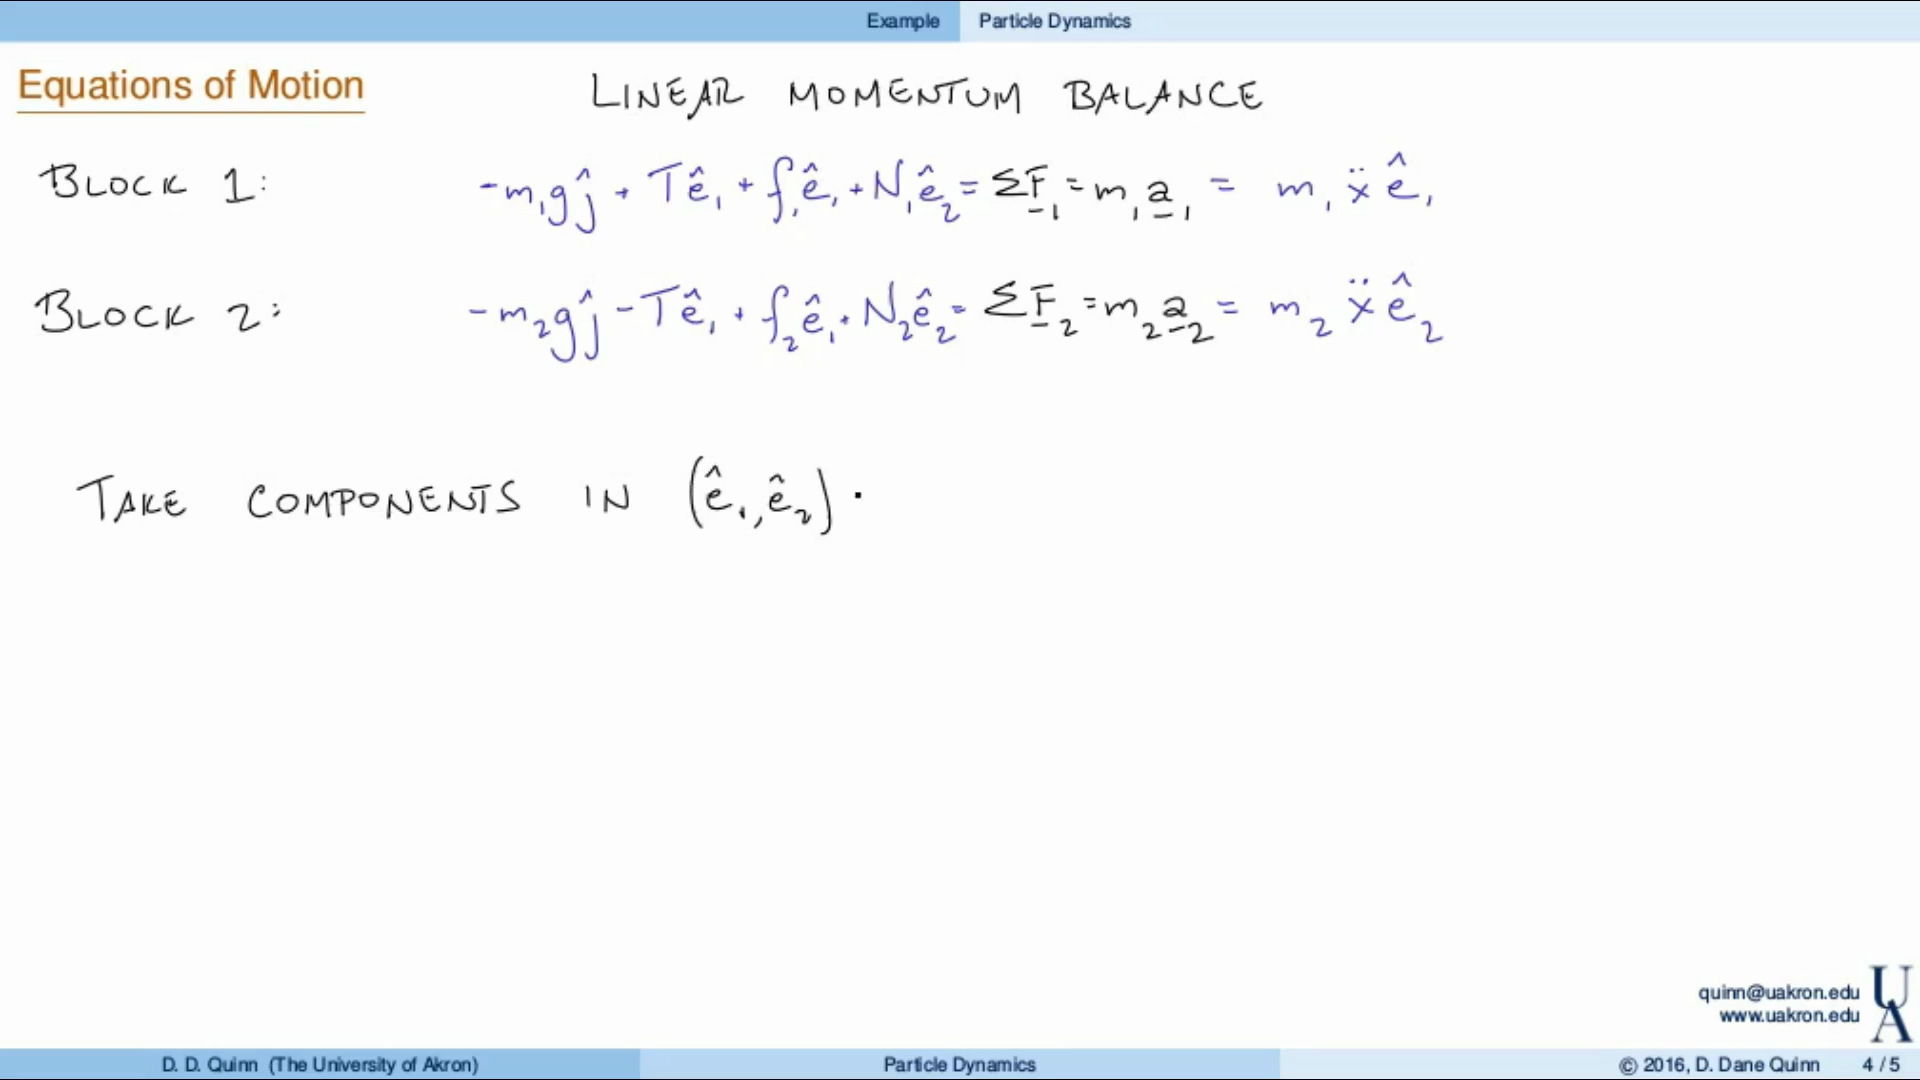 Example Particle Dynamics
Equations of Motion
LINEAR MOMENTUM BALANCE
BLOCK 1: -m₁gĵ + Tê₁ + f₁ê₁ + N₁ê₂ = ΣF₁ = m₁a₁ = m₁ẍê₁
BLOCK 2: -m₂gĵ - Tê₁ + f₂ê₁ + N₂ê₂ = ΣF₂ = m₂a₂ = m₂ẍê₂
TAKE COMPONENTS IN (ê₁,ê₂) ·
quinn@uakron.edu
www.uakron.edu
UA
D. D. Quinn (The University of Akron) Particle Dynamics © 2016, D. Dane Quinn 4 / 5